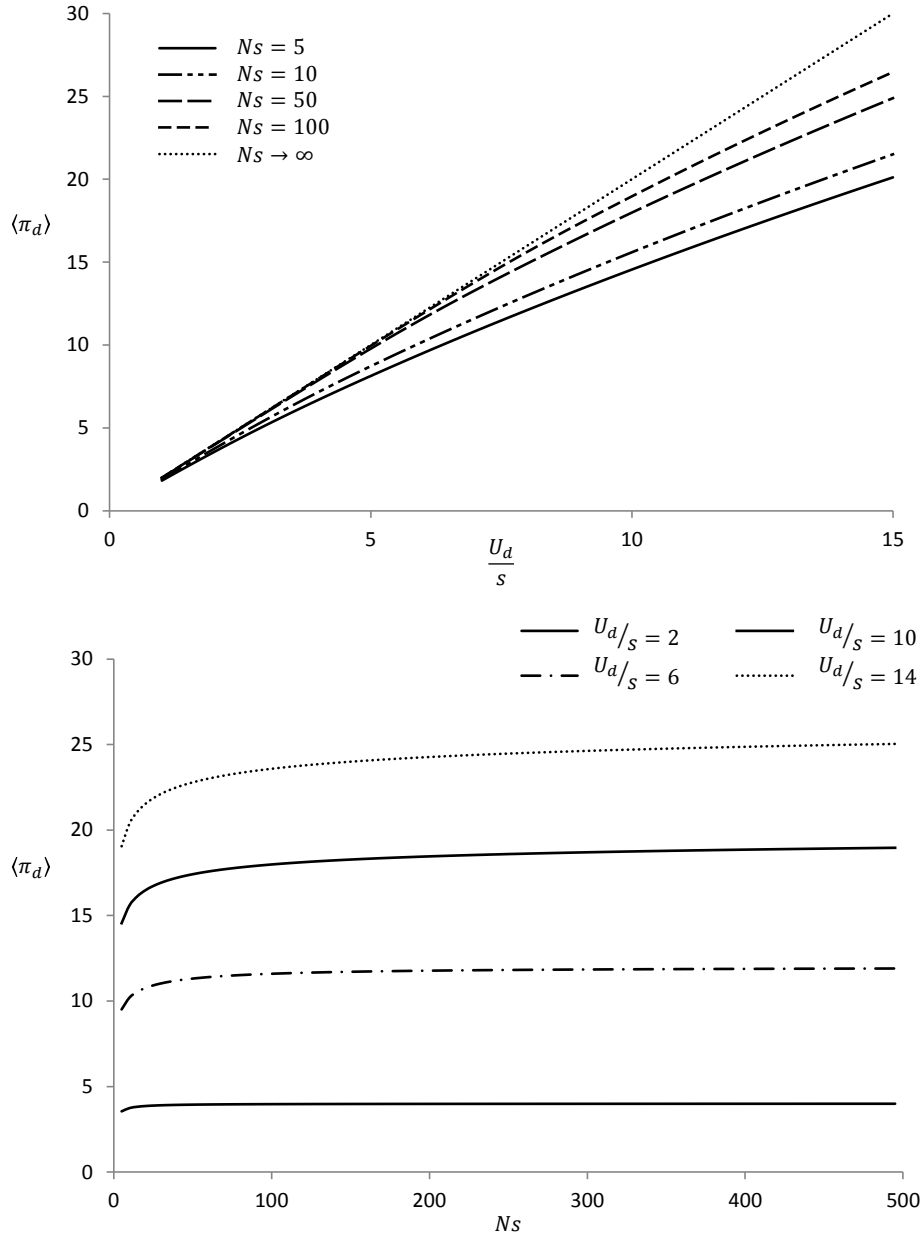 30
25
20
15
10
5
0
⟨π_d⟩
Ns = 5
Ns = 10
Ns = 50
Ns = 100
Ns → ∞
0 5 10 15
U_d
s
U_d/s = 2 U_d/s = 10
U_d/s = 6 U_d/s = 14
30
25
20
15
10
5
0
⟨π_d⟩
0 100 200 300 400 500
Ns